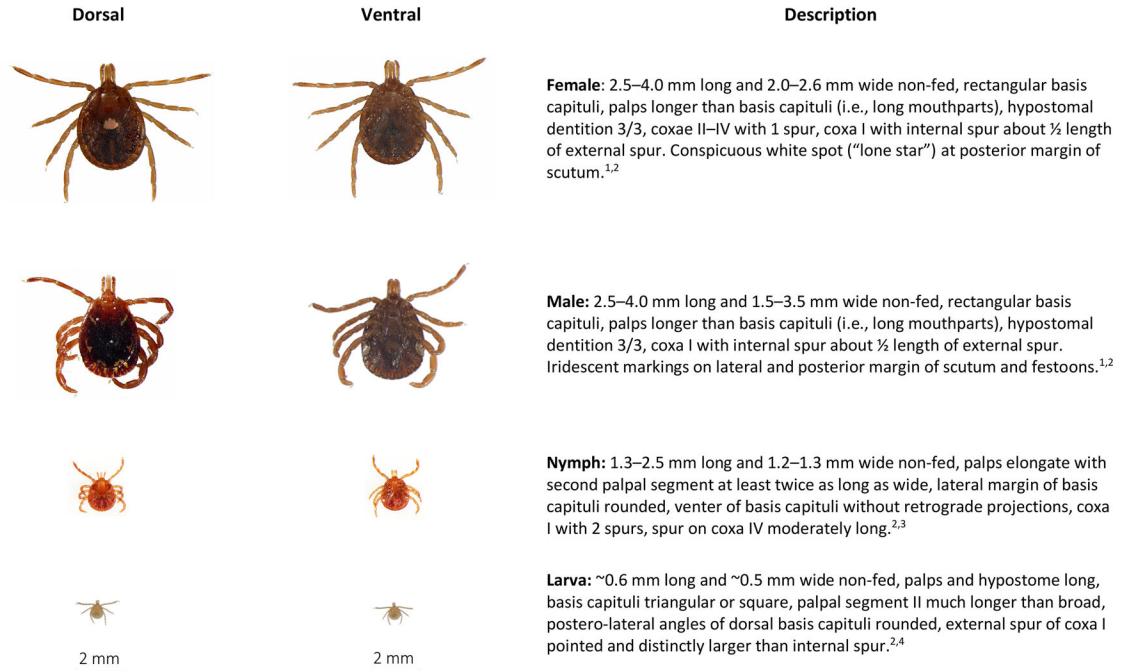 Dorsal Ventral Description
Female: 2.5–4.0 mm long and 2.0–2.6 mm wide non-fed, rectangular basis
capituli, palps longer than basis capituli (i.e., long mouthparts), hypostomal
dentition 3/3, coxae II–IV with 1 spur, coxa I with internal spur about ½ length
of external spur. Conspicuous white spot (“lone star”) at posterior margin of
scutum.1,2
Male: 2.5–4.0 mm long and 1.5–3.5 mm wide non-fed, rectangular basis
capituli, palps longer than basis capituli (i.e., long mouthparts), hypostomal
dentition 3/3, coxa I with internal spur about ½ length of external spur.
Iridescent markings on lateral and posterior margin of scutum and festoons.1,2
Nymph: 1.3–2.5 mm long and 1.2–1.3 mm wide non-fed, palps elongate with
second palpal segment at least twice as long as wide, lateral margin of basis
capituli rounded, venter of basis capituli without retrograde projections, coxa
I with 2 spurs, spur on coxa IV moderately long.2,3
Larva: ~0.6 mm long and ~0.5 mm wide non-fed, palps and hypostome long,
basis capituli triangular or square, palpal segment II much longer than broad,
postero-lateral angles of dorsal basis capituli rounded, external spur of coxa I
pointed and distinctly larger than internal spur.2,4
2 mm 2 mm